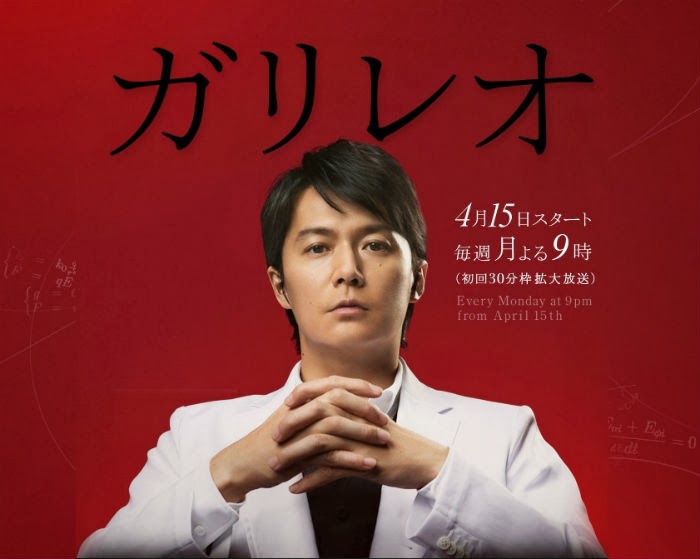 ガリレオ
4月15日スタート
毎週月よる9時
(初回30分枠拡大放送)
Every Monday at 9pm
from April 15th